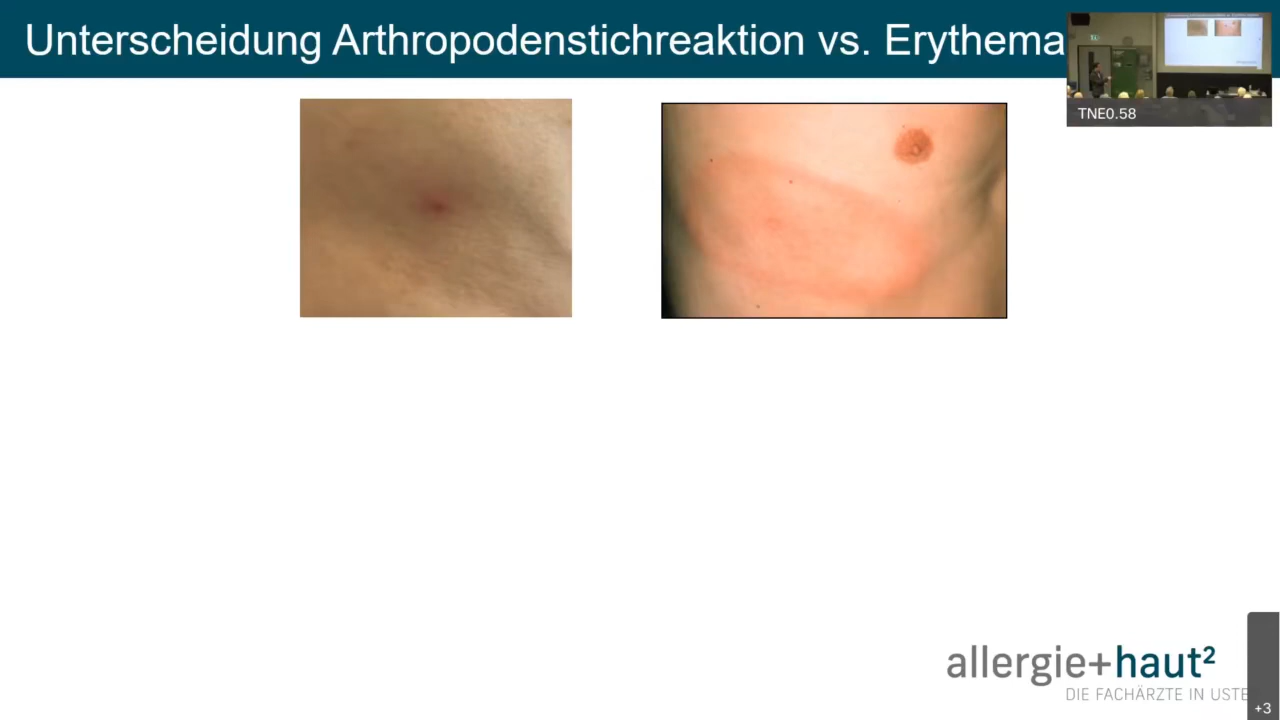 Unterscheidung Arthropodenstichreaktion vs. Erythema
TNE0.58
allergie+haut²
DIE FACHÄRZTE IN USTE
+3